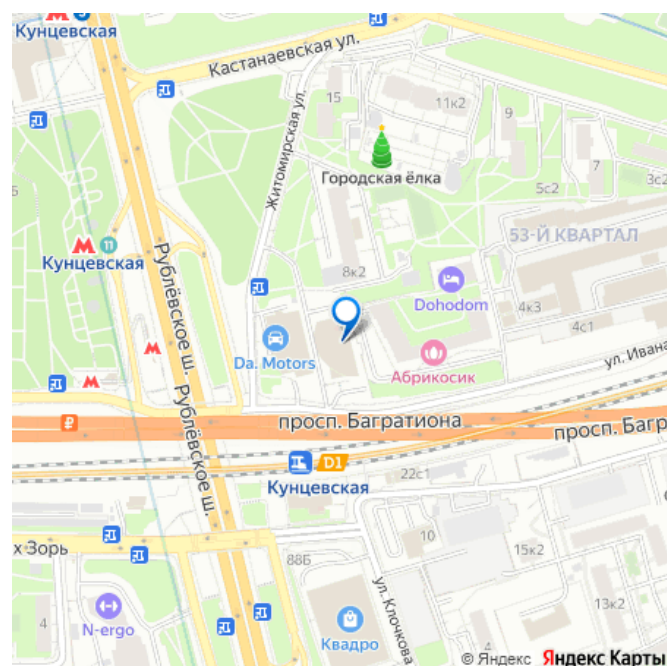 Кунцевская
Кастанаевская ул.
15
11к2
9
Житомирская ул.
7
Городская ёлка
5с2
3с2
53-Й КВАРТАЛ
11
Кунцевская
8к2
Dohodom
4к3
4с1
Рублёвское ш.
Da. Motors
Абрикосик
ул. Ивана
Рублёвское ш.
просп. Багратиона
просп. Багр
D1
Кунцевская
22с1
х Зорь
10
88Б
15к2
ул. Клочкова
13к2
4
N-ergo
Квадро
4
© Яндекс Яндекс Карты